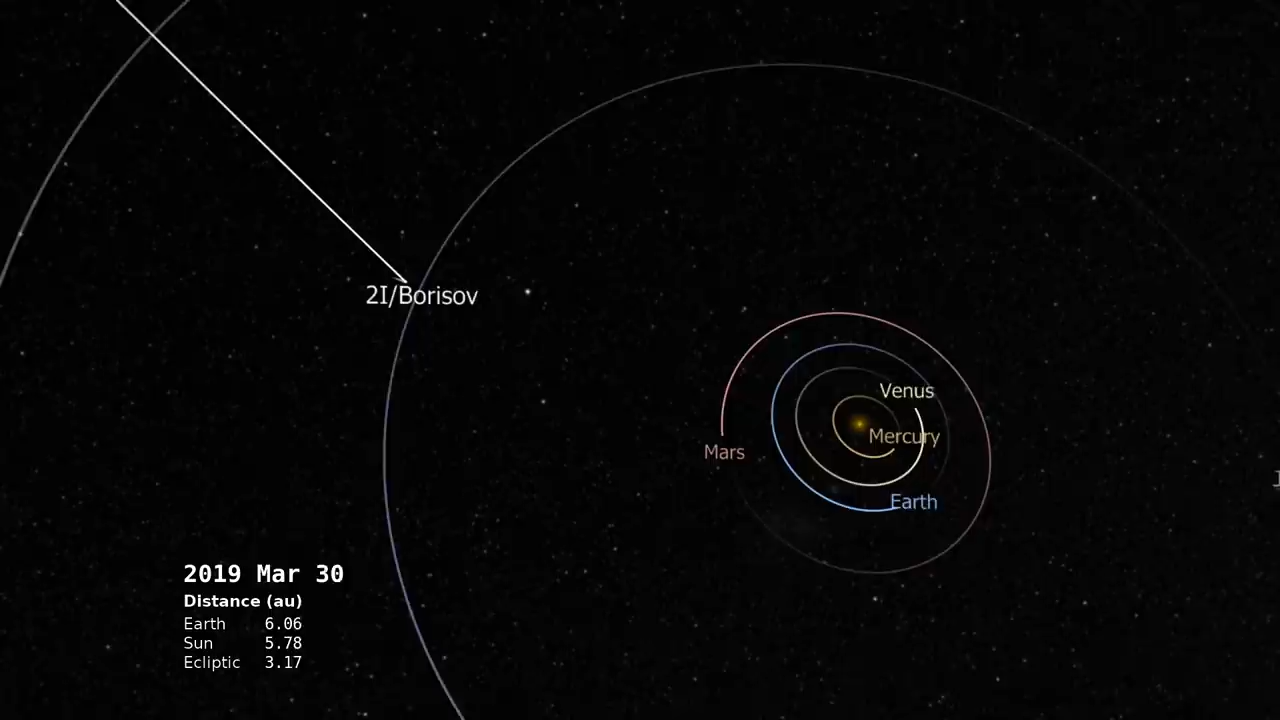 2I/Borisov
Venus
Mercury
Mars
Earth
2019 Mar 30
Distance (au)
Earth 6.06
Sun 5.78
Ecliptic 3.17